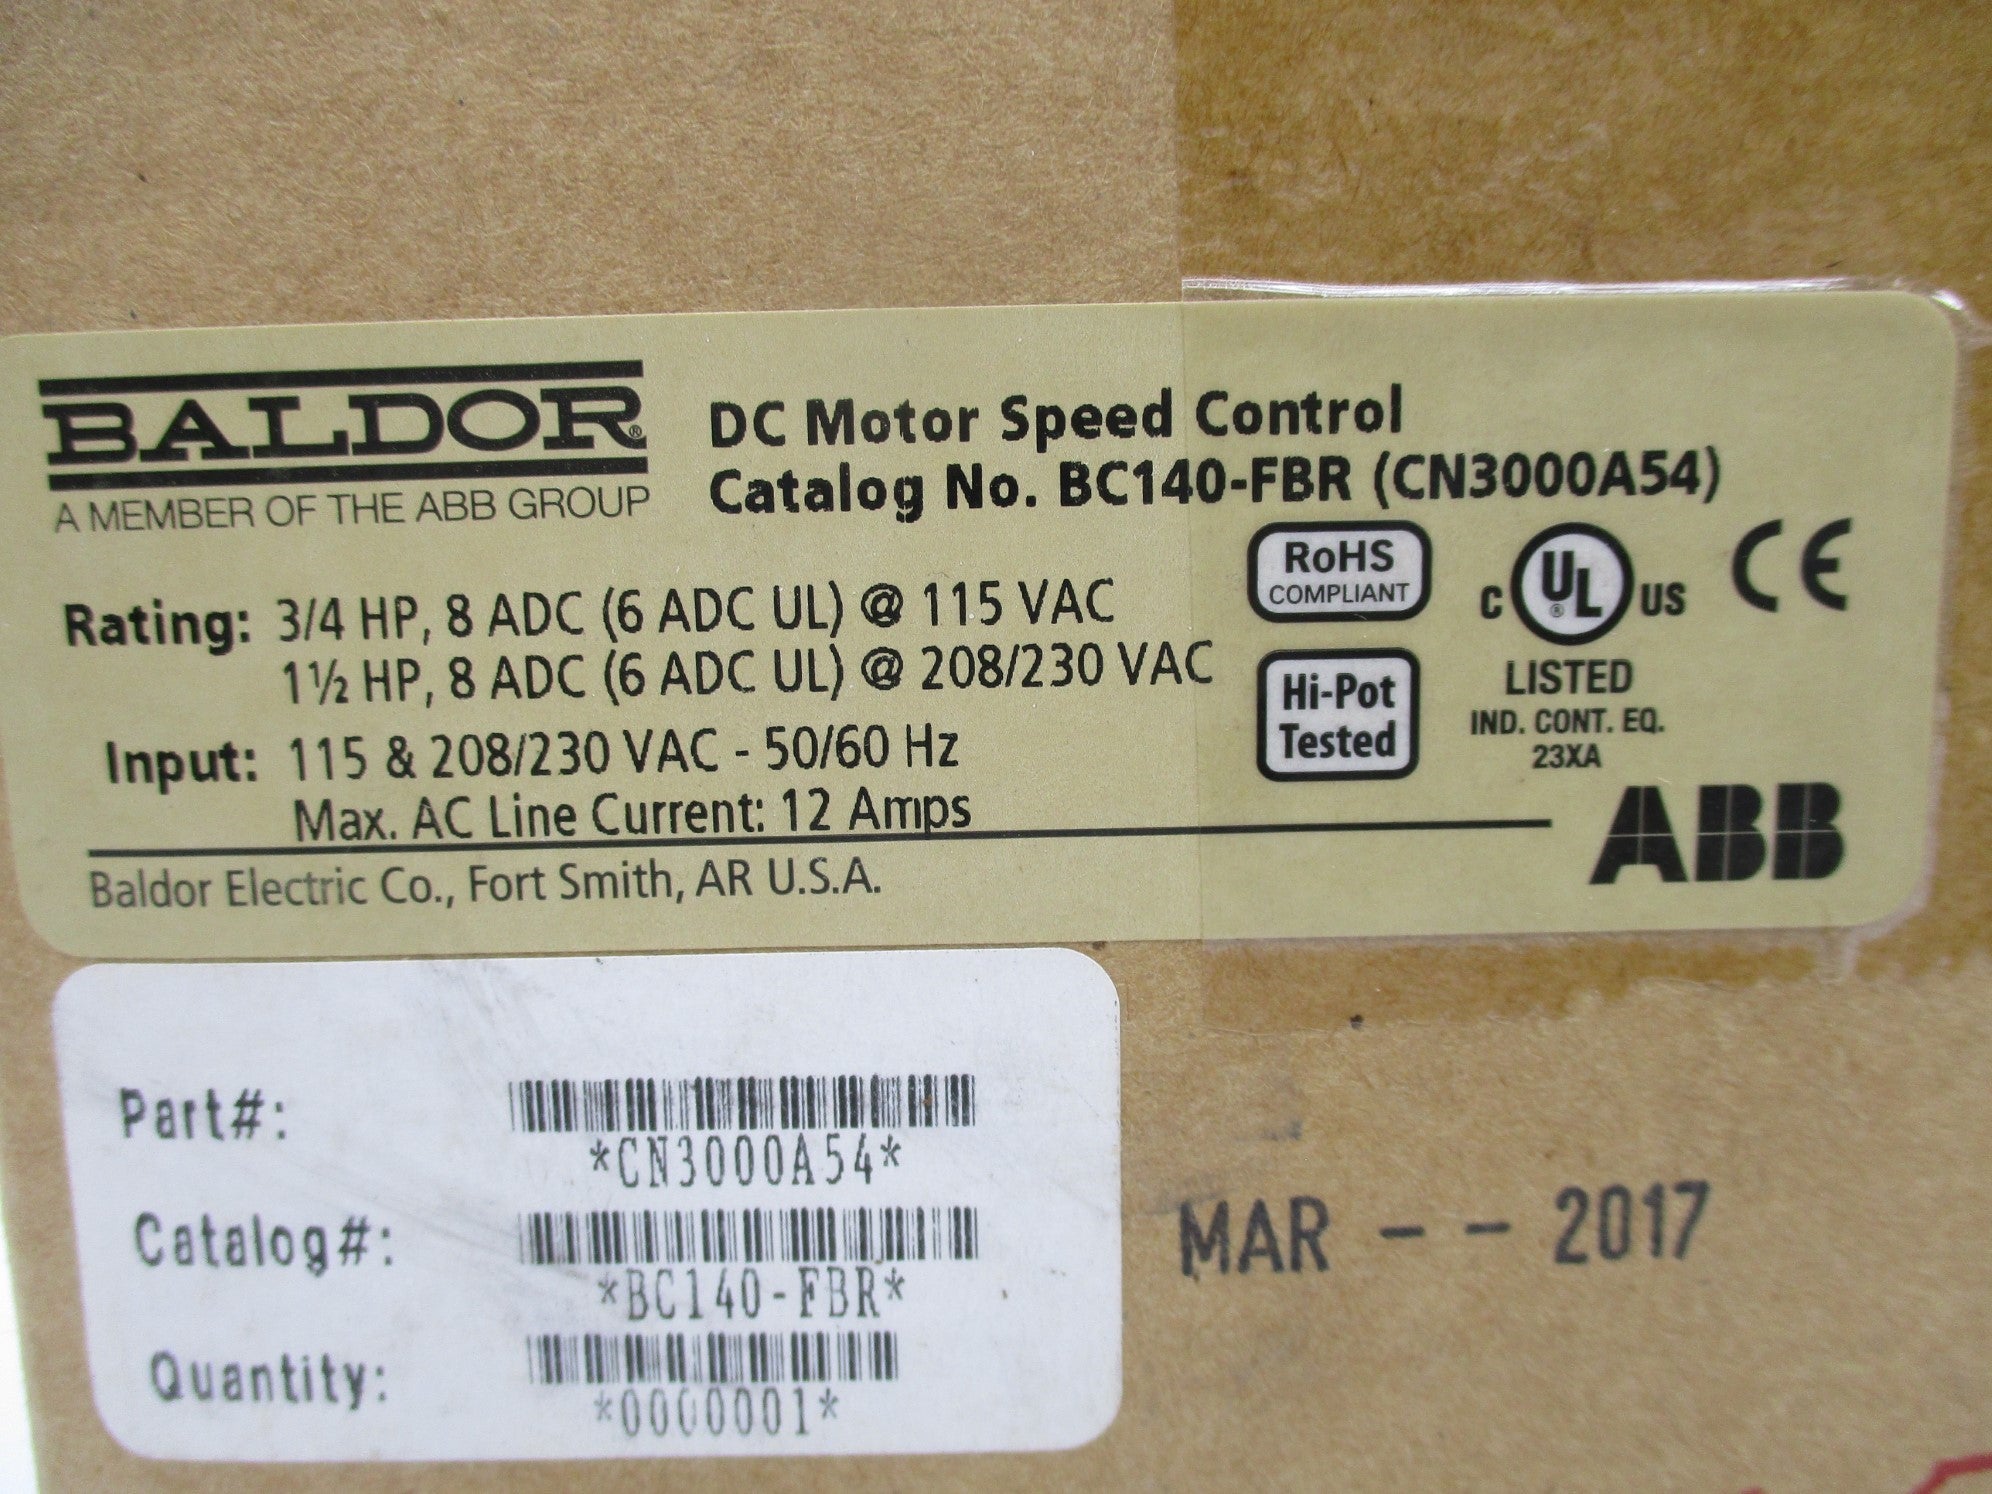 BALDOR®
A MEMBER OF THE ABB GROUP
DC Motor Speed Control
Catalog No. BC140-FBR (CN3000A54)
RoHS
COMPLIANT
C UL® US CE
Rating: 3/4 HP, 8 ADC (6 ADC UL) @ 115 VAC
1½ HP, 8 ADC (6 ADC UL) @ 208/230 VAC
Hi-Pot
Tested
LISTED
IND. CONT. EQ.
23XA
Input: 115 & 208/230 VAC - 50/60 Hz
Max. AC Line Current: 12 Amps
ABB
Baldor Electric Co., Fort Smith, AR U.S.A.
Part#:
*CN3000A54*
Catalog#:
*BC140-FBR*
Quantity:
*0000001*
MAR - - 2017